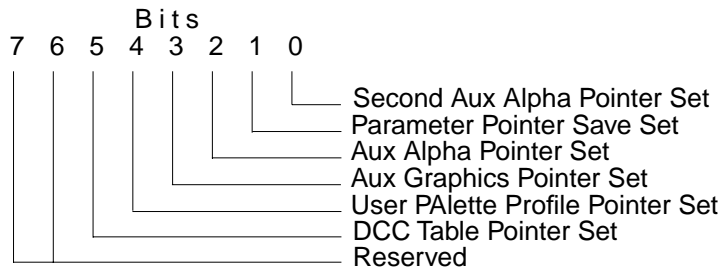 Bits
7 6 5 4 3 2 1 0
Second Aux Alpha Pointer Set
Parameter Pointer Save Set
Aux Alpha Pointer Set
Aux Graphics Pointer Set
User PAlette Profile Pointer Set
DCC Table Pointer Set
Reserved